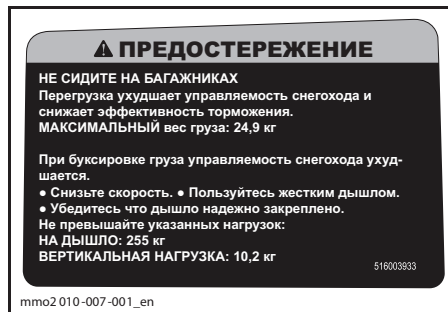 ⚠ ПРЕДОСТЕРЕЖЕНИЕ
НЕ СИДИТЕ НА БАГАЖНИКАХ
Перегрузка ухудшает управляемость снегохода и
снижает эффективность торможения.
МАКСИМАЛЬНЫЙ вес груза: 24,9 кг
При буксировке груза управляемость снегохода ухуд-
шается.
● Снизьте скорость. ● Пользуйтесь жестким дышлом.
● Убедитесь что дышло надежно закреплено.
Не превышайте указанных нагрузок:
НА ДЫШЛО: 255 кг
ВЕРТИКАЛЬНАЯ НАГРУЗКА: 10,2 кг
516003933
mmo2010-007-001_en